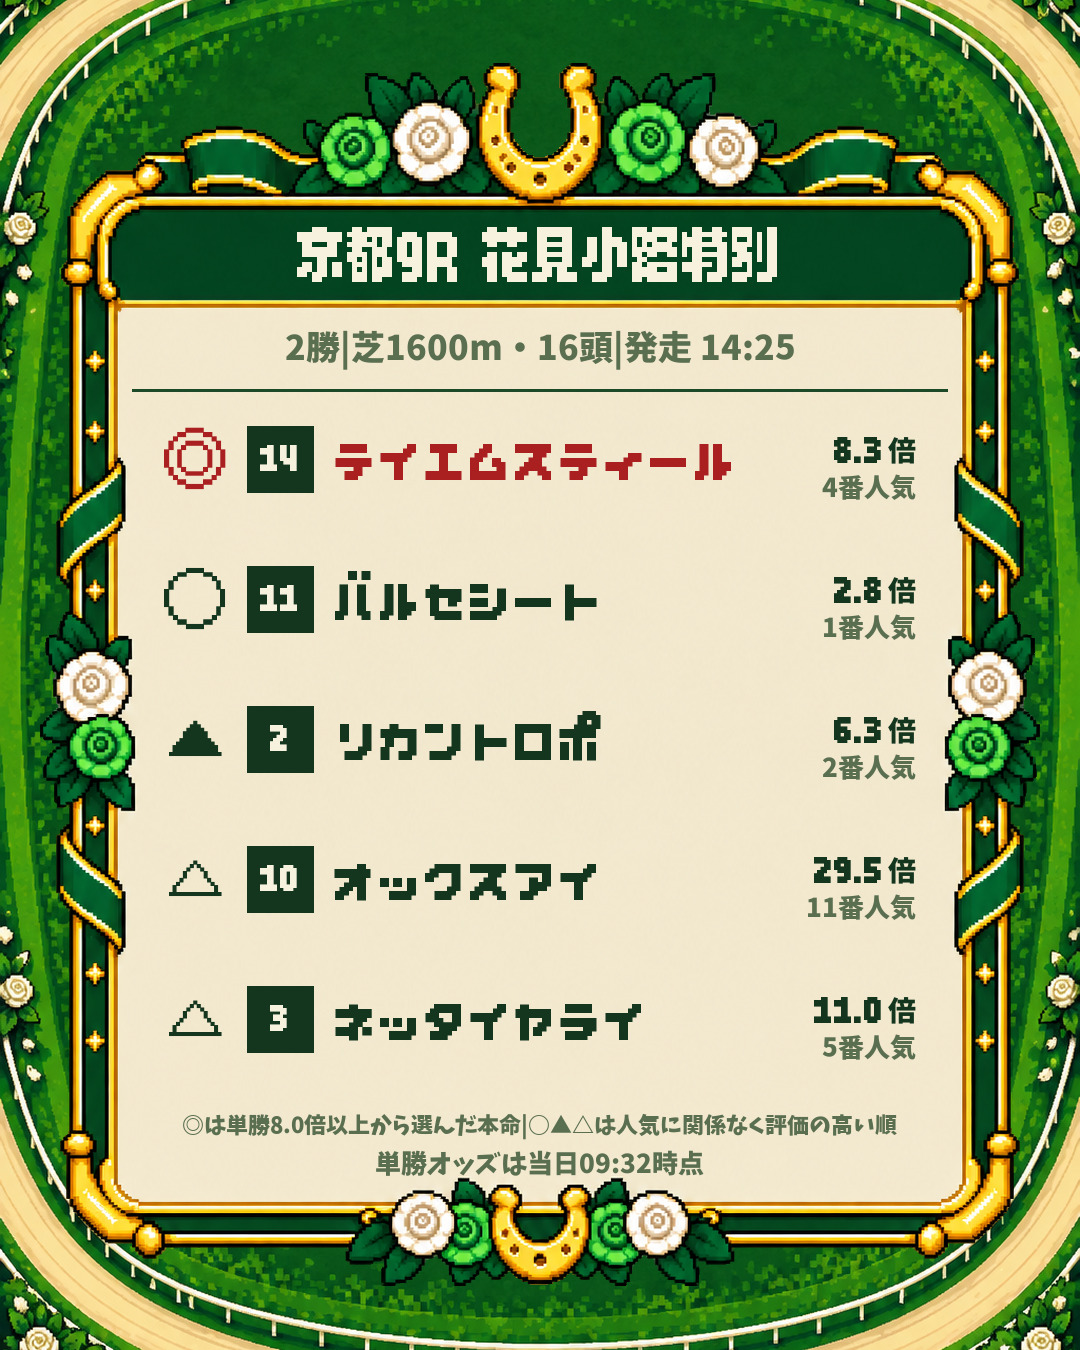 京都9R 花見小路特別
2勝|芝1600m・16頭|発走 14:25
◎ 14 テイエムスティール 8.3倍
4番人気
○ 11 バルセシート 2.8倍
1番人気
▲ 2 リカントロポ 6.3倍
2番人気
△ 10 オックスアイ 29.5倍
11番人気
△ 3 ネッタイヤライ 11.0倍
5番人気
◎は単勝8.0倍以上から選んだ本命|○▲△は人気に関係なく評価の高い順
単勝オッズは当日09:32時点